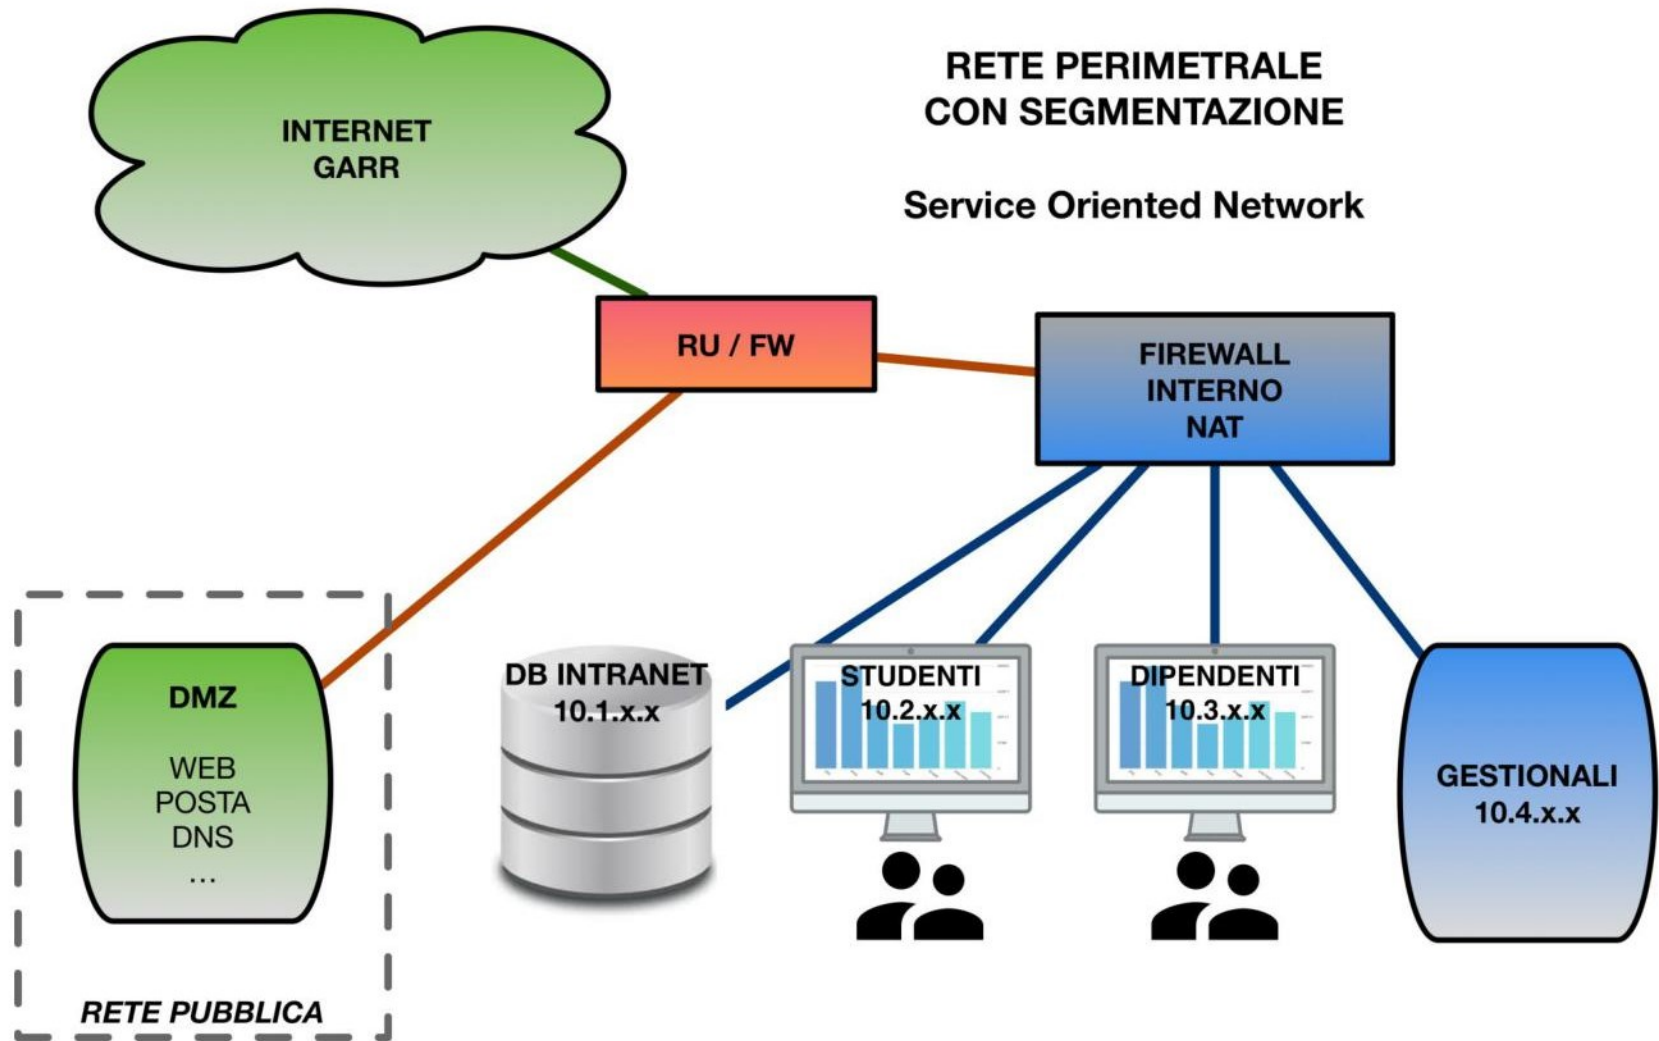 RETE PERIMETRALE
CON SEGMENTAZIONE
Service Oriented Network
INTERNET
GARR
RU / FW
FIREWALL
INTERNO
NAT
DMZ
WEB
POSTA
DNS
...
RETE PUBBLICA
DB INTRANET
10.1.x.x
STUDENTI
10.2.x.x
DIPENDENTI
10.3.x.x
GESTIONALI
10.4.x.x